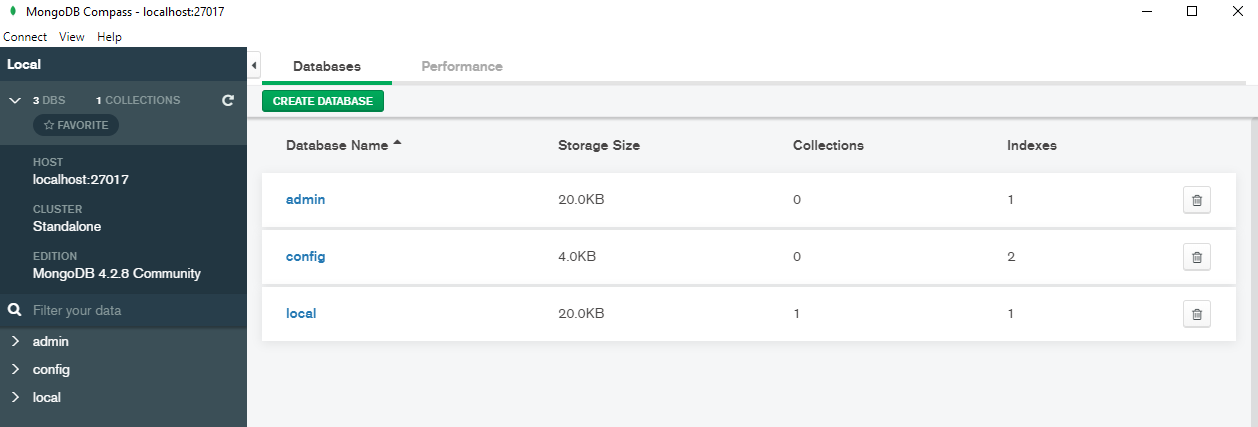 MongoDB Compass - localhost:27017
Connect View Help
Local
3 DBS 1 COLLECTIONS
FAVORITE
HOST
localhost:27017
CLUSTER
Standalone
EDITION
MongoDB 4.2.8 Community
Filter your data
admin
config
local
Databases Performance
CREATE DATABASE
Database Name Storage Size Collections Indexes
admin 20.0KB 0 1
config 4.0KB 0 2
local 20.0KB 1 1